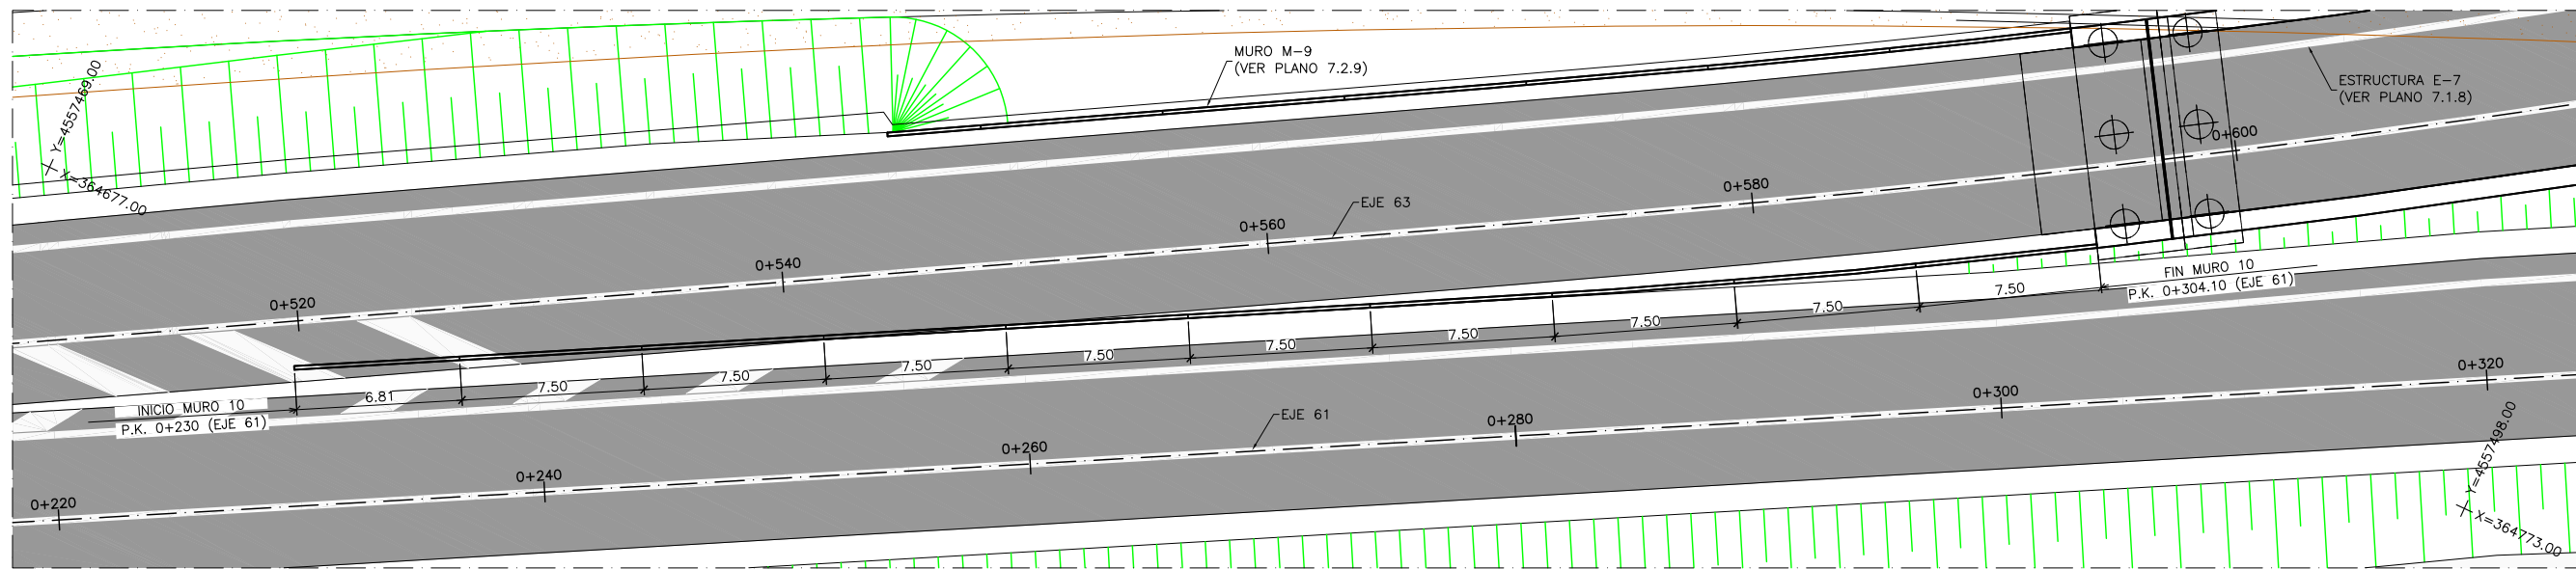 MURO M-9
(VER PLANO 7.2.9)
ESTRUCTURA E-7
(VER PLANO 7.1.8)
Y=4557469.00
X=364677.00
EJE 63
0+520
0+540
0+560
0+580
0+600
INICIO MURO 10
P.K. 0+230 (EJE 61)
6.81
7.50
7.50
7.50
7.50
7.50
7.50
7.50
7.50
7.50
FIN MURO 10
P.K. 0+304.10 (EJE 61)
EJE 61
0+220
0+240
0+260
0+280
0+300
0+320
Y=4557498.00
X=364773.00